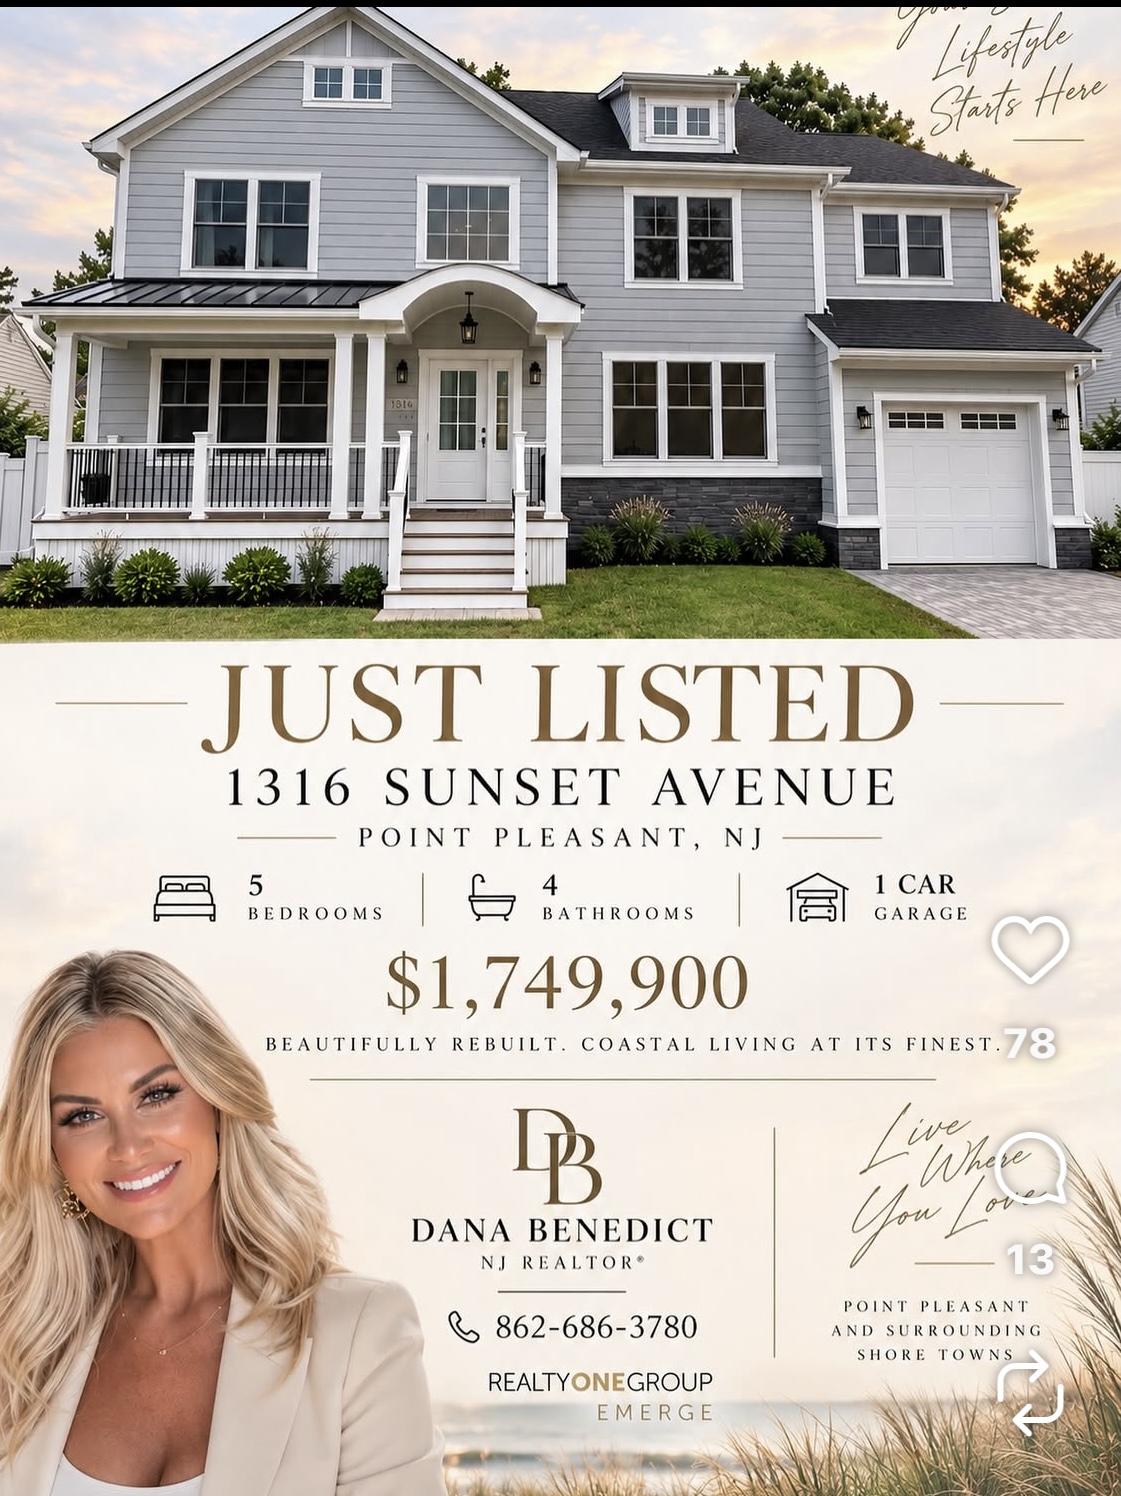 Lifestyle
Starts Here
1316
JUST LISTED
1316 SUNSET AVENUE
POINT PLEASANT, NJ
5
BEDROOMS
4
BATHROOMS
1 CAR
GARAGE
$1,749,900
BEAUTIFULLY REBUILT. COASTAL LIVING AT ITS FINEST.
78
DB
DANA BENEDICT
NJ REALTOR®
862-686-3780
REALTYONEGROUP
EMERGE
Live
Where
You Love
13
POINT PLEASANT
AND SURROUNDING
SHORE TOWNS